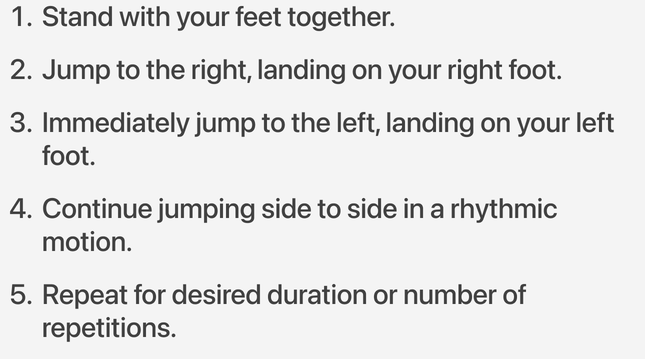 1. Stand with your feet together.
2. Jump to the right, landing on your right foot.
3. Immediately jump to the left, landing on your left
foot.
4. Continue jumping side to side in a rhythmic
motion.
5. Repeat for desired duration or number of
repetitions.